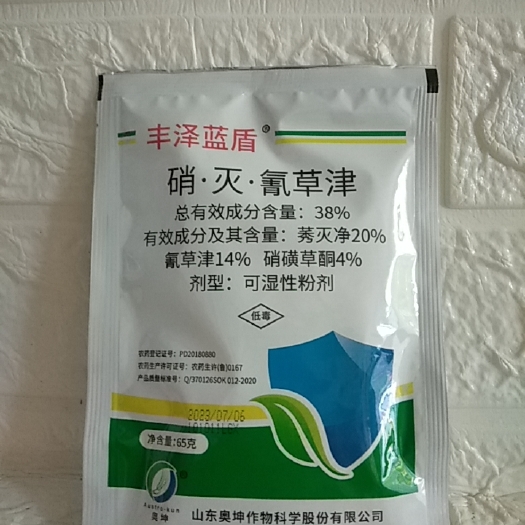 丰泽蓝盾®
硝·灭·氰草津
总有效成分含量：38%
有效成分及其含量：莠灭净20%
氰草津14% 硝磺草酮4%
剂型：可湿性粉剂
低毒
农药登记证号：PD20180880
农药生产许可证号：农药生许(鲁)0167
产品质量标准号：Q/370126SOK 012-2020
2023/07/06
净含量:65克
®
Austro-kun
奥坤
山东奥坤作物科学股份有限公司